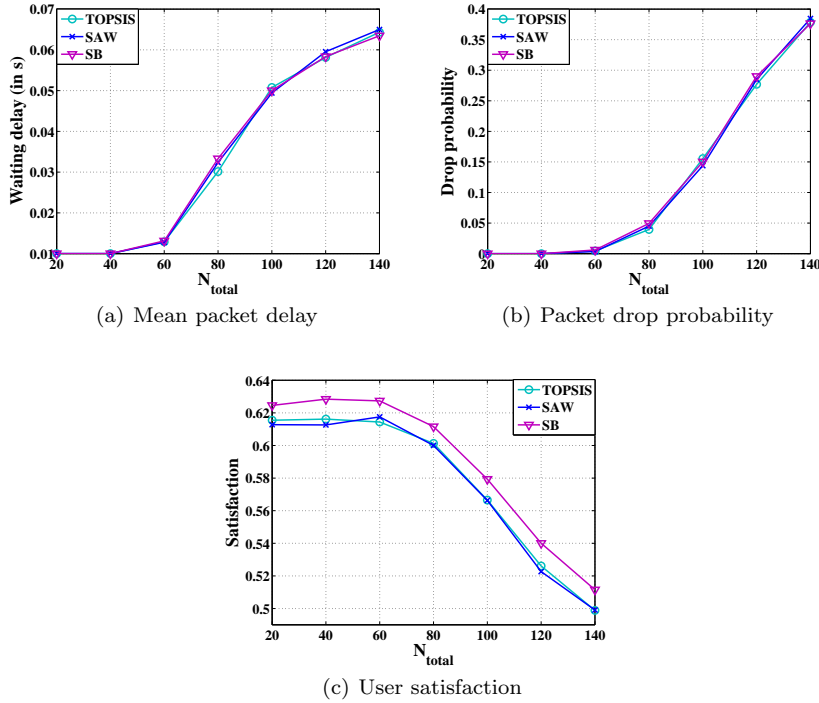 TOPSIS
SAW
SB
0.07
0.06
0.05
0.04
0.03
0.02
0.01
Waiting delay (in s)
20 40 60 80 100 120 140
N_total
(a) Mean packet delay
TOPSIS
SAW
SB
0.4
0.35
0.3
0.25
0.2
0.15
0.1
0.05
0
Drop probability
20 40 60 80 100 120 140
N_total
(b) Packet drop probability
TOPSIS
SAW
SB
0.64
0.62
0.6
0.58
0.56
0.54
0.52
0.5
Satisfaction
20 40 60 80 100 120 140
N_total
(c) User satisfaction